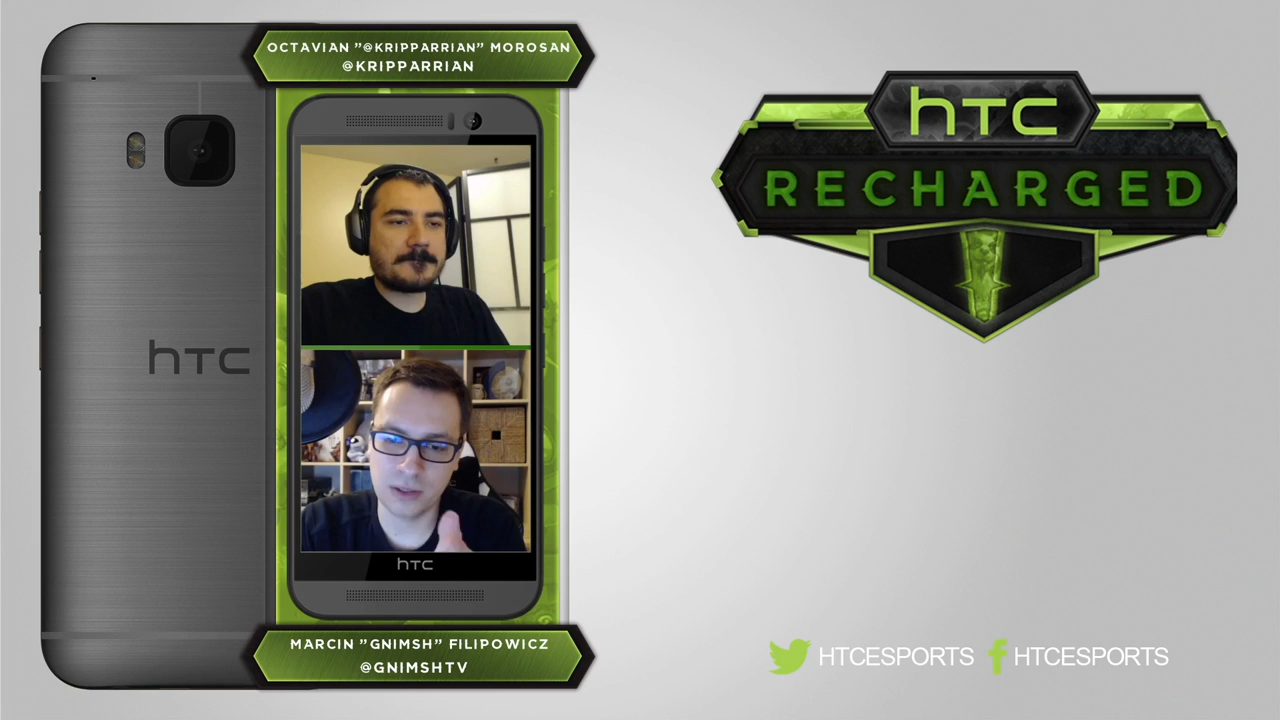 OCTAVIAN "@KRIPPARRIAN" MOROSAN
@KRIPPARRIAN
hTC
RECHARGED
hTC
hTC
MARCIN "GNIMSH" FILIPOWICZ
@GNIMSHTV
HTCESPORTS HTCESPORTS